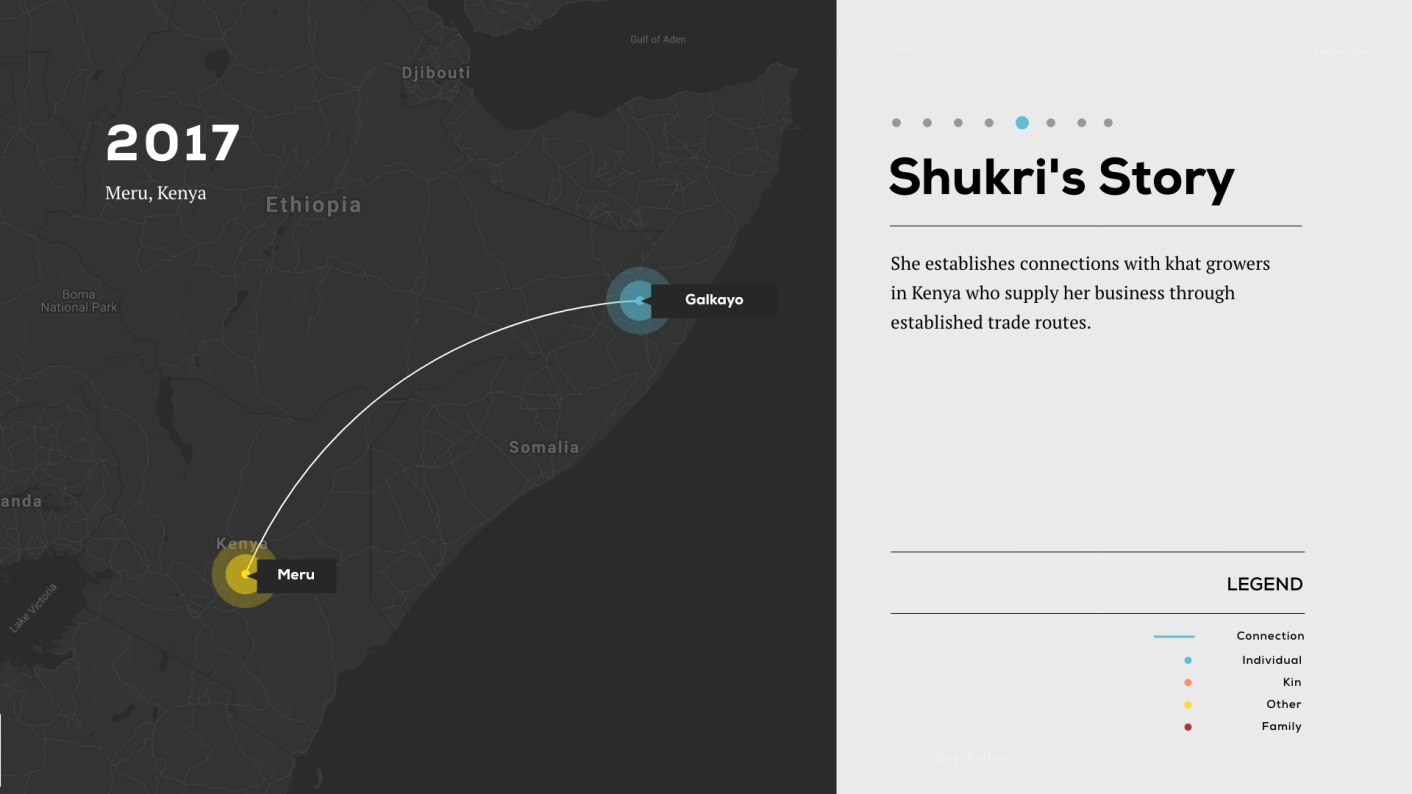 Gulf of Aden
Djibouti
2017
Meru, Kenya
Ethiopia
Boma
National Park
Galkayo
Somalia
anda
Kenya
Meru
Lake Victoria
Shukri's Story
She establishes connections with khat growers
in Kenya who supply her business through
established trade routes.
LEGEND
Connection
Individual
Kin
Other
Family
Seychelles